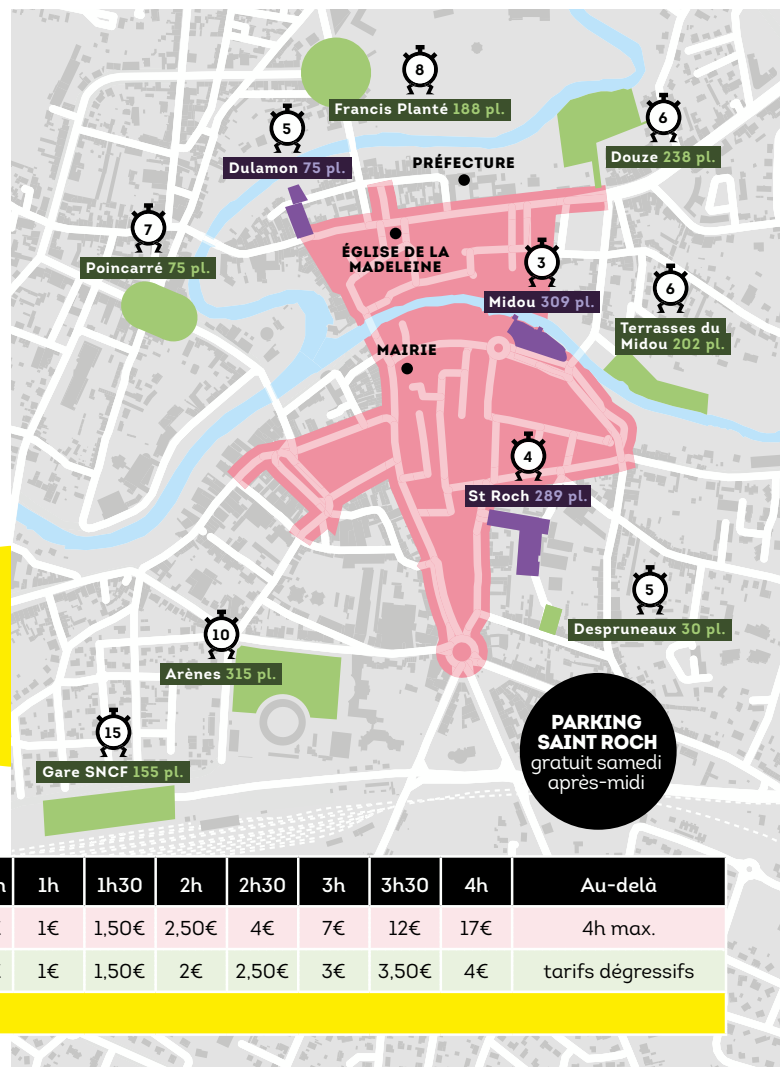 8
Francis Planté 188 pl.
5
Dulamon 75 pl.
6
Douze 238 pl.
PRÉFECTURE
7
Poincarré 75 pl.
ÉGLISE DE LA
MADELEINE
3
Midou 309 pl.
6
Terrasses du
Midou 202 pl.
MAIRIE
4
St Roch 289 pl.
5
Despruneaux 30 pl.
10
Arènes 315 pl.
15
Gare SNCF 155 pl.
PARKING
SAINT ROCH
gratuit samedi
après-midi
h 1h 1h30 2h 2h30 3h 3h30 4h Au-delà
€ 1€ 1,50€ 2,50€ 4€ 7€ 12€ 17€ 4h max.
€ 1€ 1,50€ 2€ 2,50€ 3€ 3,50€ 4€ tarifs dégressifs